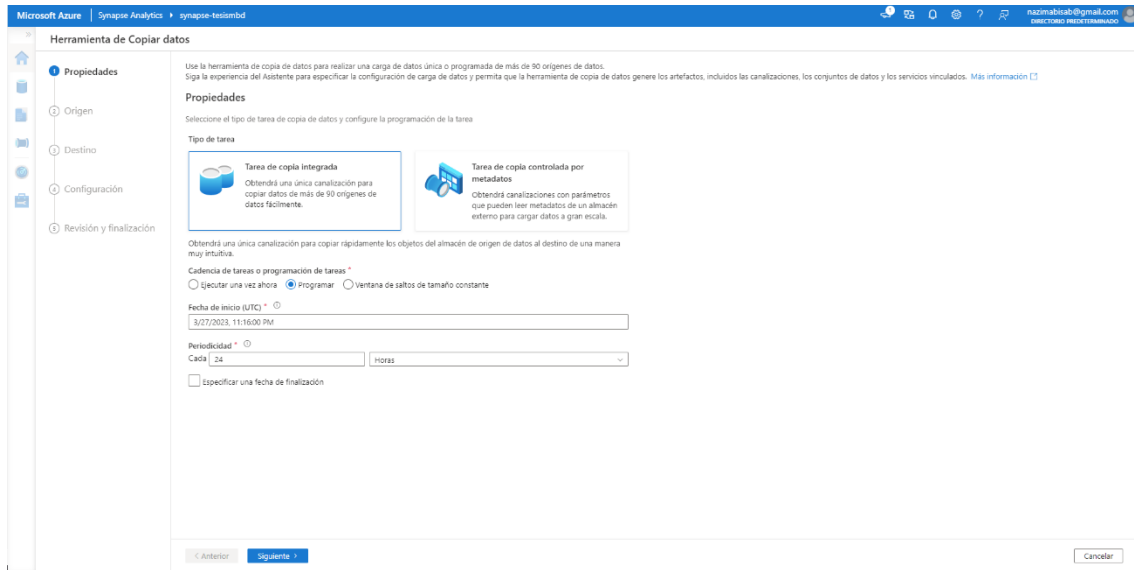 Microsoft Azure | Synapse Analytics ▸ synapse-tesismbd
1
nazimabisab@gmail.com
DIRECTORIO PREDETERMINADO
»
Herramienta de Copiar datos
1 Propiedades
2 Origen
3 Destino
4 Configuración
5 Revisión y finalización
Use la herramienta de copia de datos para realizar una carga de datos única o programada de más de 90 orígenes de datos.
Siga la experiencia del Asistente para especificar la configuración de carga de datos y permita que la herramienta de copia de datos genere los artefactos, incluidos las canalizaciones, los conjuntos de datos y los servicios vinculados. Más información
Propiedades
Seleccione el tipo de tarea de copia de datos y configure la programación de la tarea
Tipo de tarea
Tarea de copia integrada
Obtendrá una única canalización para
copiar datos de más de 90 orígenes de
datos fácilmente.
Tarea de copia controlada por
metadatos
Obtendrá canalizaciones con parámetros
que pueden leer metadatos de un almacén
externo para cargar datos a gran escala.
Obtendrá una única canalización para copiar rápidamente los objetos del almacén de origen de datos al destino de una manera
muy intuitiva.
Cadencia de tareas o programación de tareas *
Ejecutar una vez ahora Programar Ventana de saltos de tamaño constante
Fecha de inicio (UTC) *
3/27/2023, 11:16:00 PM
Periodicidad *
Cada 24 Horas
Especificar una fecha de finalización
< Anterior Siguiente > Cancelar